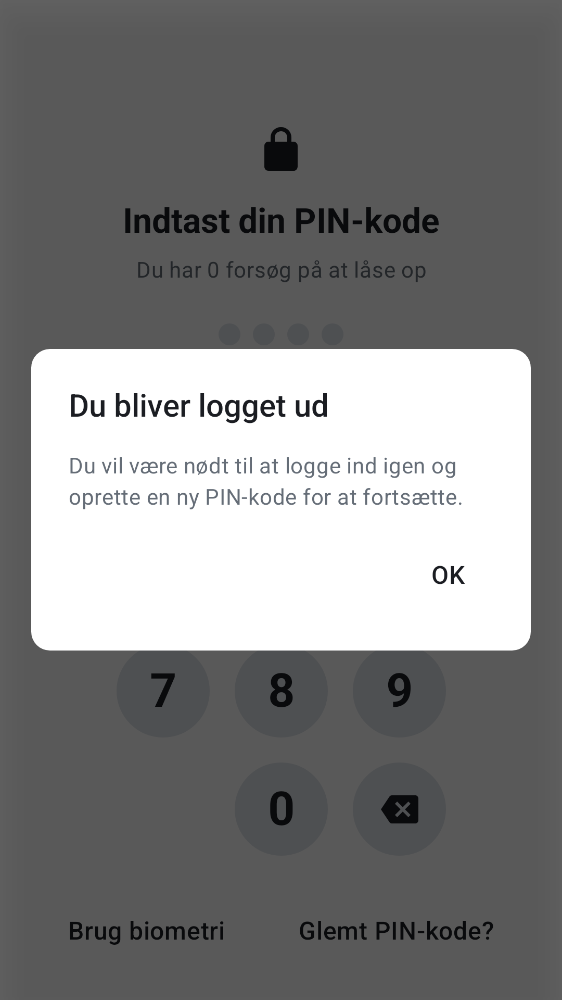 Indtast din PIN-kode
Du har 0 forsøg på at låse op
Du bliver logget ud
Du vil være nødt til at logge ind igen og
oprette en ny PIN-kode for at fortsætte.
OK
7 8 9
0
Brug biometri Glemt PIN-kode?